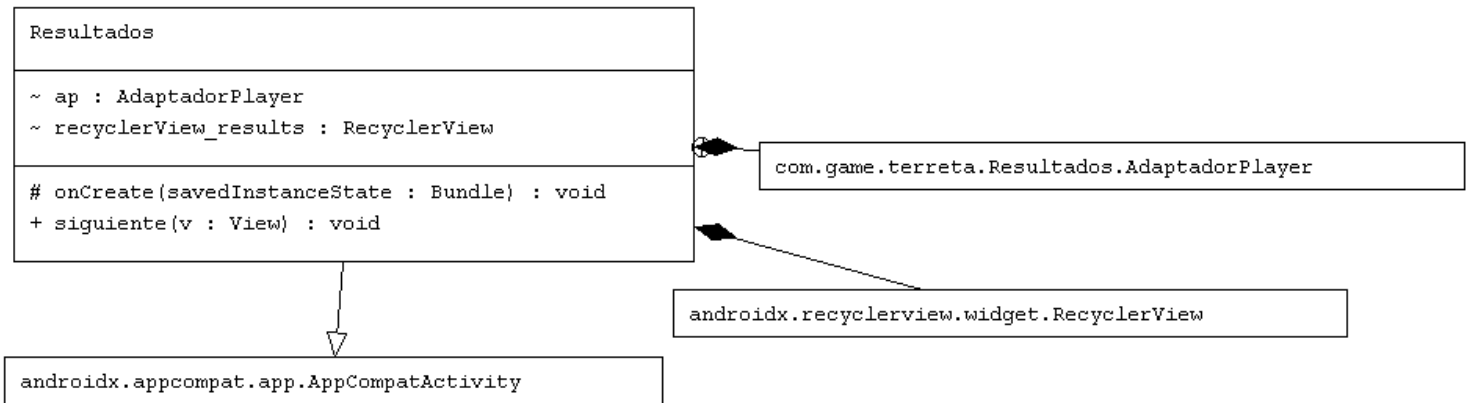 Resultados
~ ap : AdaptadorPlayer
~ recyclerView_results : RecyclerView
# onCreate(savedInstanceState : Bundle) : void
+ siguiente(v : View) : void
com.game.terreta.Resultados.AdaptadorPlayer
androidx.recyclerview.widget.RecyclerView
androidx.appcompat.app.AppCompatActivity